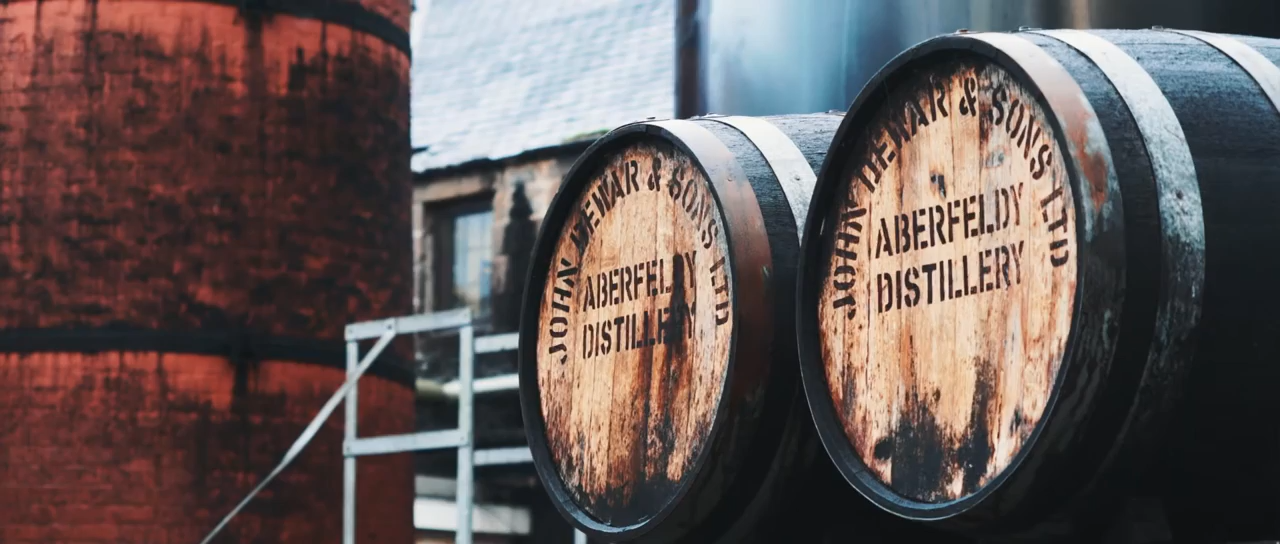 JOHN DEWAR & SONS LTD
ABERFELDY
DISTILLERY
JOHN DEWAR & SONS LTD
ABERFELDY
DISTILLERY